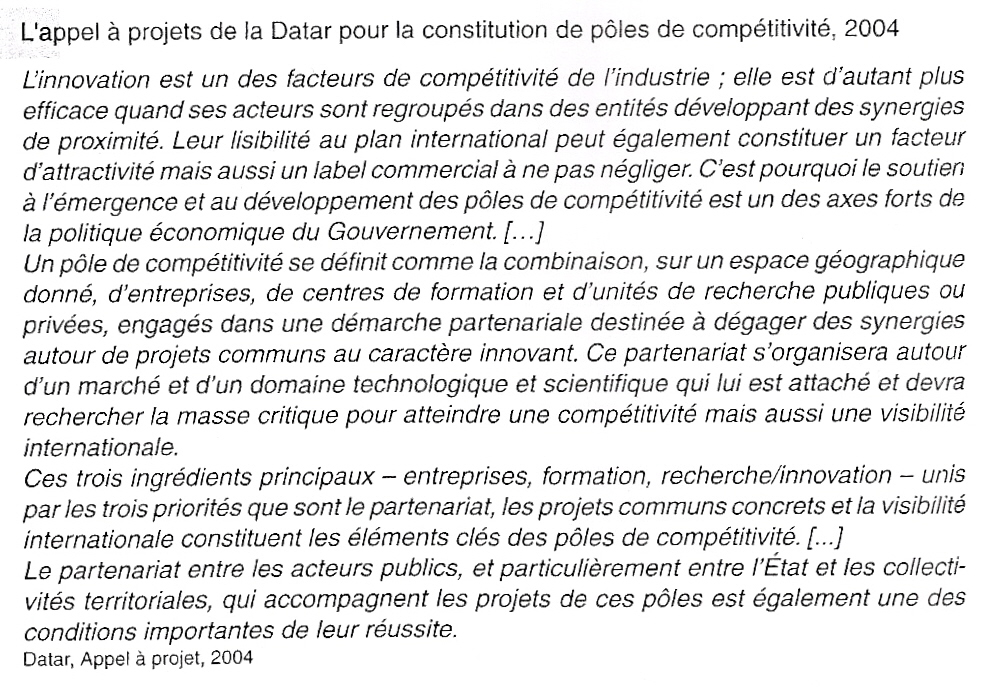 L'appel à projets de la Datar pour la constitution de pôles de compétitivité, 2004
L'innovation est un des facteurs de compétitivité de l'industrie ; elle est d'autant plus
efficace quand ses acteurs sont regroupés dans des entités développant des synergies
de proximité. Leur lisibilité au plan international peut également constituer un facteur
d'attractivité mais aussi un label commercial à ne pas négliger. C'est pourquoi le soutien
à l'émergence et au développement des pôles de compétitivité est un des axes forts de
la politique économique du Gouvernement. [...]
Un pôle de compétitivité se définit comme la combinaison, sur un espace géographique
donné, d'entreprises, de centres de formation et d'unités de recherche publiques ou
privées, engagés dans une démarche partenariale destinée à dégager des synergies
autour de projets communs au caractère innovant. Ce partenariat s'organisera autour
d'un marché et d'un domaine technologique et scientifique qui lui est attaché et devra
rechercher la masse critique pour atteindre une compétitivité mais aussi une visibilité
internationale.
Ces trois ingrédients principaux – entreprises, formation, recherche/innovation – unis
par les trois priorités que sont le partenariat, les projets communs concrets et la visibilité
internationale constituent les éléments clés des pôles de compétitivité. [...]
Le partenariat entre les acteurs publics, et particulièrement entre l'État et les collecti-
vités territoriales, qui accompagnent les projets de ces pôles est également une des
conditions importantes de leur réussite.
Datar, Appel à projet, 2004